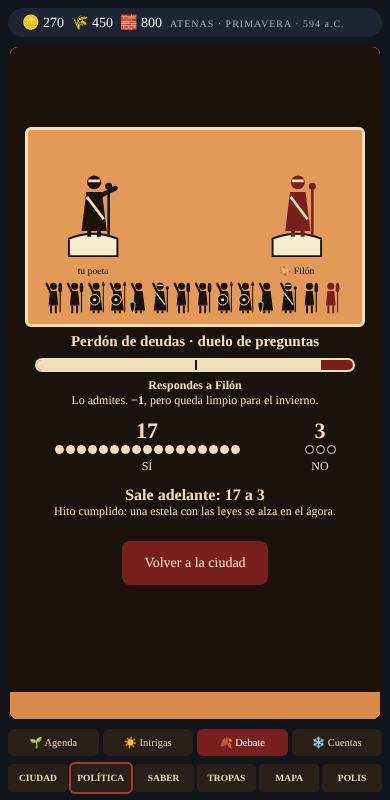 🪙 270 🌾 450 🧱 800 ATENAS · PRIMAVERA · 594 a.C.
tu poeta
🐎 Filón
Perdón de deudas · duelo de preguntas
Respondes a Filón
Lo admites. −1, pero queda limpio para el invierno.
17 3
SÍ NO
Sale adelante: 17 a 3
Hito cumplido: una estela con las leyes se alza en el ágora.
Volver a la ciudad
🌱 Agenda ☀️ Intrigas 🍂 Debate ❄️ Cuentas
CIUDAD POLÍTICA SABER TROPAS MAPA POLIS